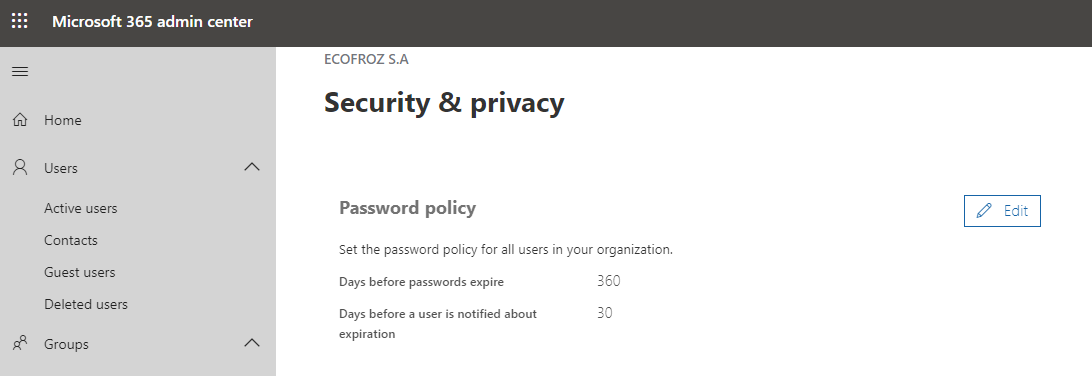 Microsoft 365 admin center
Home
Users
Active users
Contacts
Guest users
Deleted users
Groups
ECOFROZ S.A
Security & privacy
Password policy
Edit
Set the password policy for all users in your organization.
Days before passwords expire 360
Days before a user is notified about 30
expiration